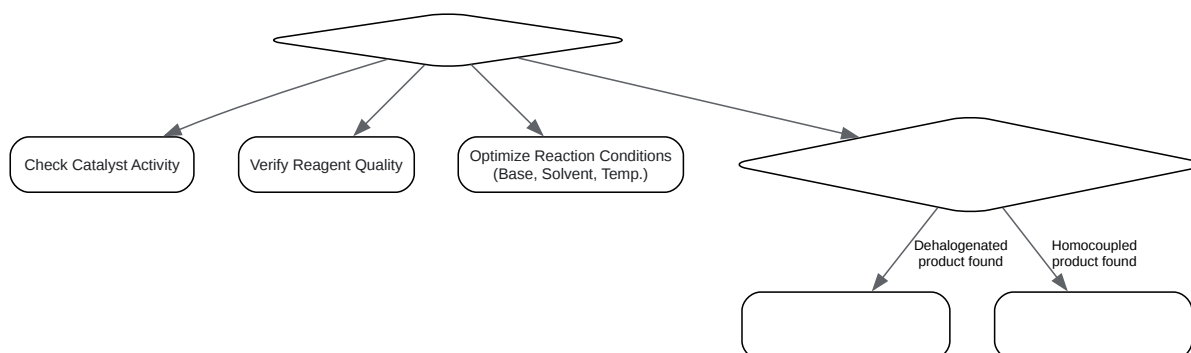 Check Catalyst Activity
Verify Reagent Quality
Optimize Reaction Conditions
(Base, Solvent, Temp.)
Dehalogenated
product found
Homocoupled
product found